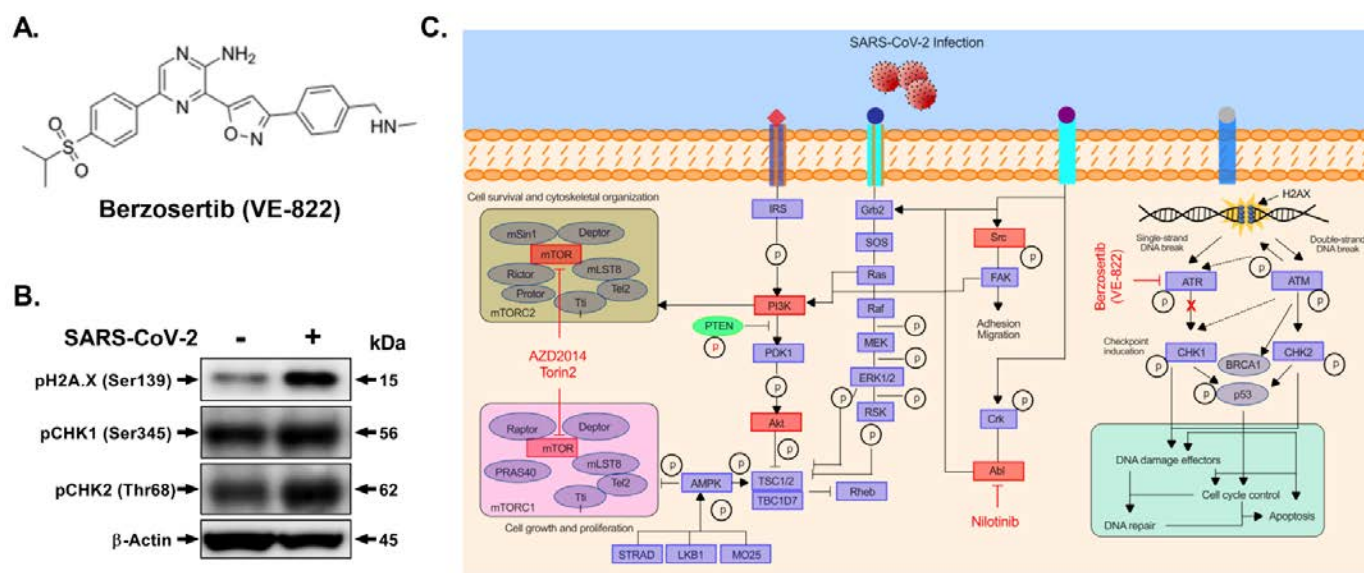 A.
NH₂
N
N
O
N
HN
S
O
O
Berzosertib (VE-822)
B.
SARS-CoV-2 - + kDa
pH2A.X (Ser139) 15
pCHK1 (Ser345) 56
pCHK2 (Thr68) 62
β-Actin 45
C.
SARS-CoV-2 Infection
Cell survival and cytoskeletal organization
mSin1
Deptor
mTOR
Rictor
mLST8
Protor
Tel2
Tti
mTORC2
AZD2014
Torin2
Raptor
Deptor
mTOR
PRAS40
mLST8
Tel2
Tti
mTORC1
Cell growth and proliferation
IRS
P
PI3K
PTEN
P
PDK1
P
Akt
P
P
P
AMPK
P
TSC1/2
TBC1D7
Rheb
STRAD
LKB1
MO25
Grb2
SOS
Ras
Raf
P
MEK
P
ERK1/2
P
P
RSK
P
Src
P
FAK
Adhesion
Migration
P
Crk
Abl
Nilotinib
H2AX
Single-strand
DNA break
Double-strand
DNA break
Berzosertib
(VE-822)
P
ATR
P
ATM
P
X
Checkpoint
inducation
CHK1
P
BRCA1
CHK2
P
P
p53
DNA damage effectors
Cell cycle control
Apoptosis
DNA repair